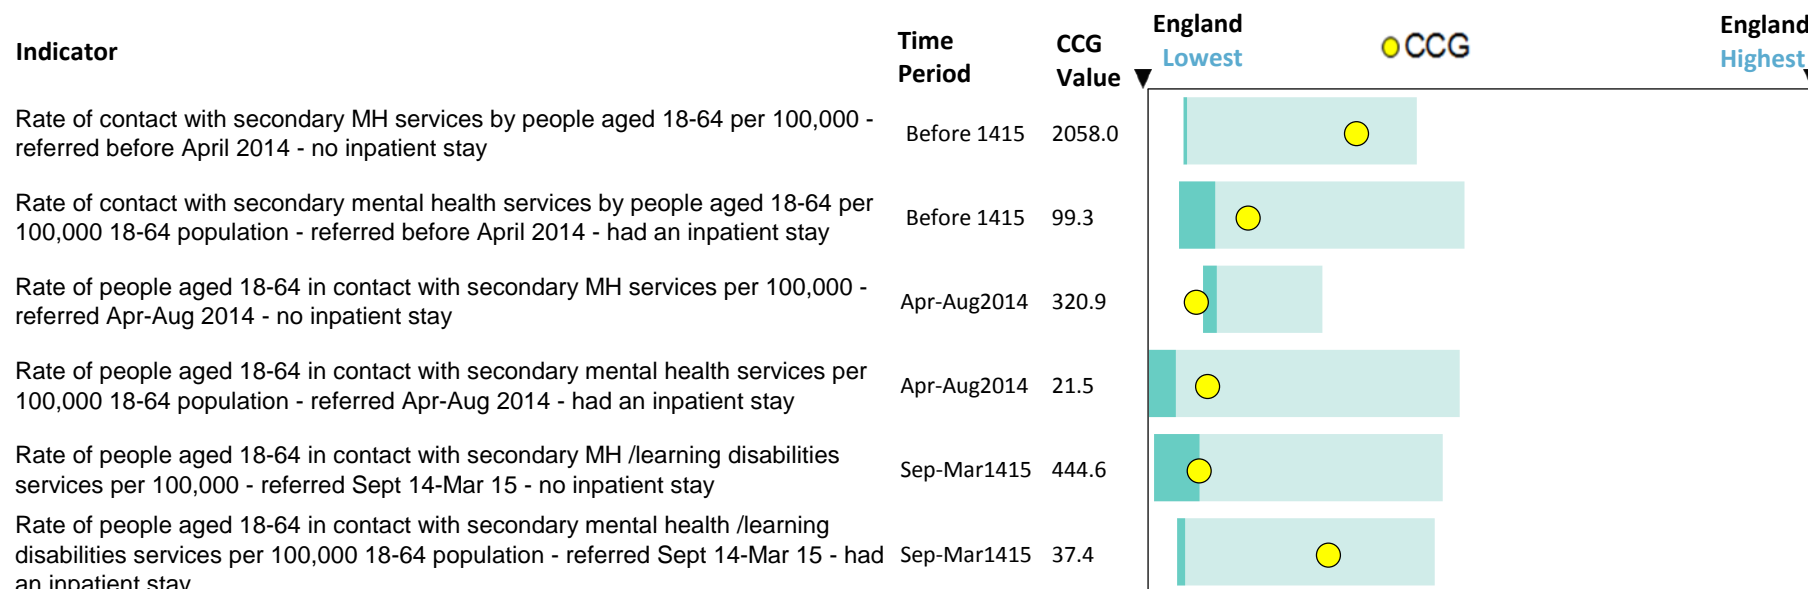 Indicator
Time
Period
CCG
Value
England
Lowest
CCG
England
Highest
Rate of contact with secondary MH services by people aged 18-64 per 100,000 -
referred before April 2014 - no inpatient stay
Before 1415
2058.0
Rate of contact with secondary mental health services by people aged 18-64 per
100,000 18-64 population - referred before April 2014 - had an inpatient stay
Before 1415
99.3
Rate of people aged 18-64 in contact with secondary MH services per 100,000 -
referred Apr-Aug 2014 - no inpatient stay
Apr-Aug2014
320.9
Rate of people aged 18-64 in contact with secondary mental health services per
100,000 18-64 population - referred Apr-Aug 2014 - had an inpatient stay
Apr-Aug2014
21.5
Rate of people aged 18-64 in contact with secondary MH /learning disabilities
services per 100,000 - referred Sept 14-Mar 15 - no inpatient stay
Sep-Mar1415
444.6
Rate of people aged 18-64 in contact with secondary mental health /learning
disabilities services per 100,000 18-64 population - referred Sept 14-Mar 15 - had
an inpatient stay
Sep-Mar1415
37.4